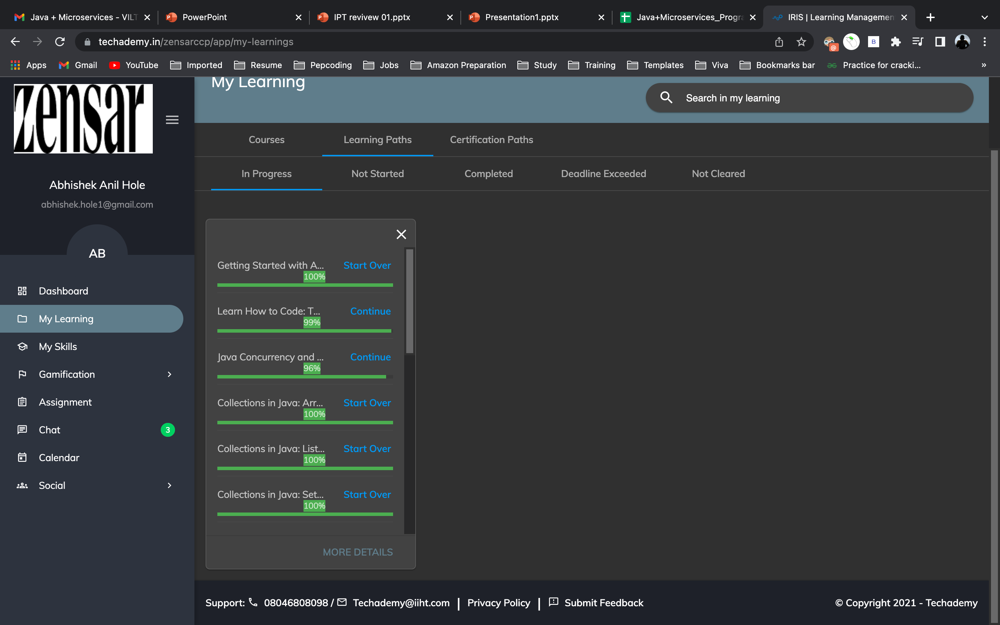 Java + Microservices - VILT
PowerPoint
IPT revivew 01.pptx
Presentation1.pptx
Java+Microservices_Progra
IRIS | Learning Managemen
techademy.in/zensarccp/app/my-learnings
Apps
Gmail
YouTube
Imported
Resume
Pepcoding
Jobs
Amazon Preparation
Study
Training
Templates
Viva
Bookmarks bar
Practice for cracki...
»
zensar
Abhishek Anil Hole
abhishek.hole1@gmail.com
AB
Dashboard
My Learning
My Skills
Gamification
Assignment
Chat
3
Calendar
Social
My Learning
Search in my learning
Courses
Learning Paths
Certification Paths
In Progress
Not Started
Completed
Deadline Exceeded
Not Cleared
Getting Started with A...
Start Over
100%
Learn How to Code: T...
Continue
99%
Java Concurrency and ...
Continue
96%
Collections in Java: Arr...
Start Over
100%
Collections in Java: List...
Start Over
100%
Collections in Java: Set...
Start Over
100%
MORE DETAILS
Support: 08046808098 / Techademy@iiht.com | Privacy Policy | Submit Feedback
© Copyright 2021 - Techademy